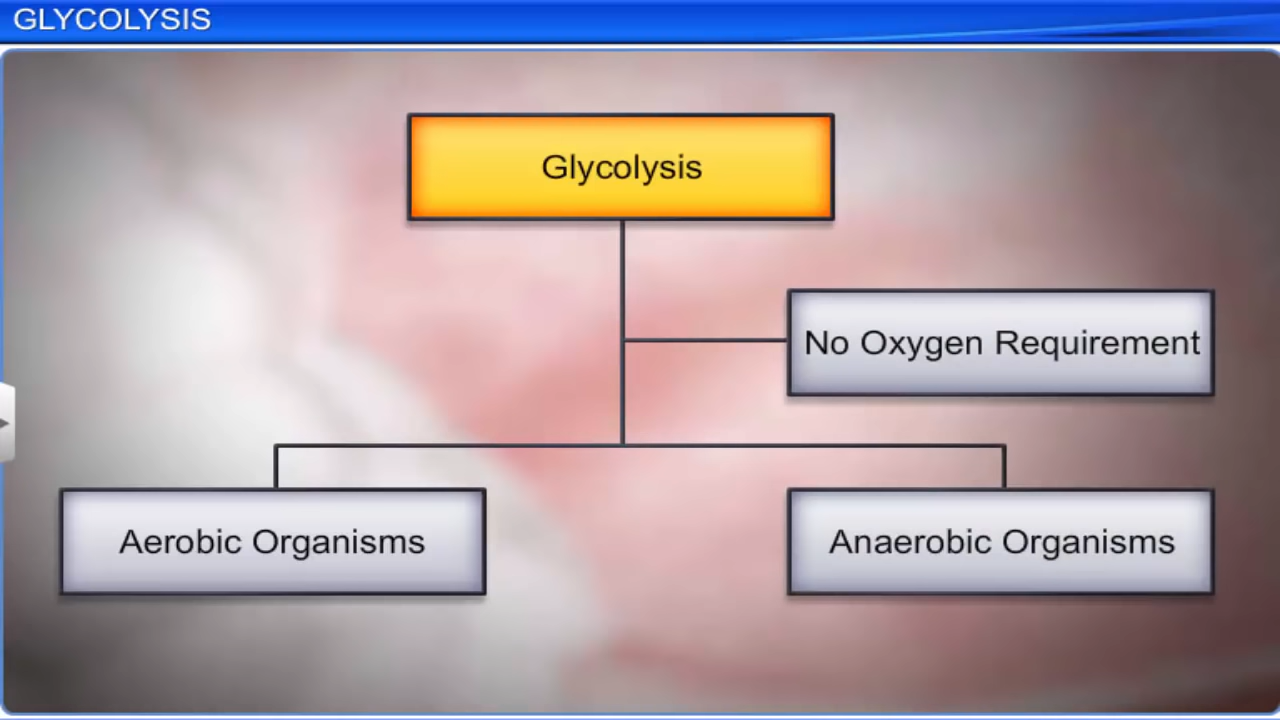 GLYCOLYSIS
Glycolysis
No Oxygen Requirement
Aerobic Organisms
Anaerobic Organisms